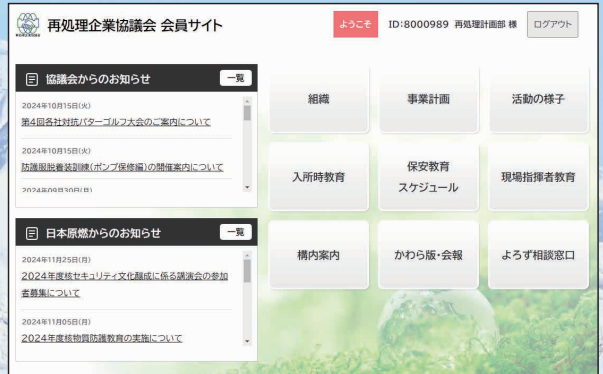 再処理企業協議会 会員サイト
ようこそ
ID:8000989 再処理計画部 様
ログアウト
協議会からのお知らせ
一覧
2024年10月15日(火)
第4回各社対抗パターゴルフ大会のご案内について
2024年10月15日(火)
防護服脱着装訓練(ポンプ保修編)の開催案内について
2024年09月30日(月)
日本原燃からのお知らせ
一覧
2024年11月25日(月)
2024年度核セキュリティ文化醸成に係る講演会の参加
者募集について
2024年11月05日(月)
2024年度核物質防護教育の実施について
組織
事業計画
活動の様子
入所時教育
保安教育
スケジュール
現場指揮者教育
構内案内
かわら版・会報
よろず相談窓口